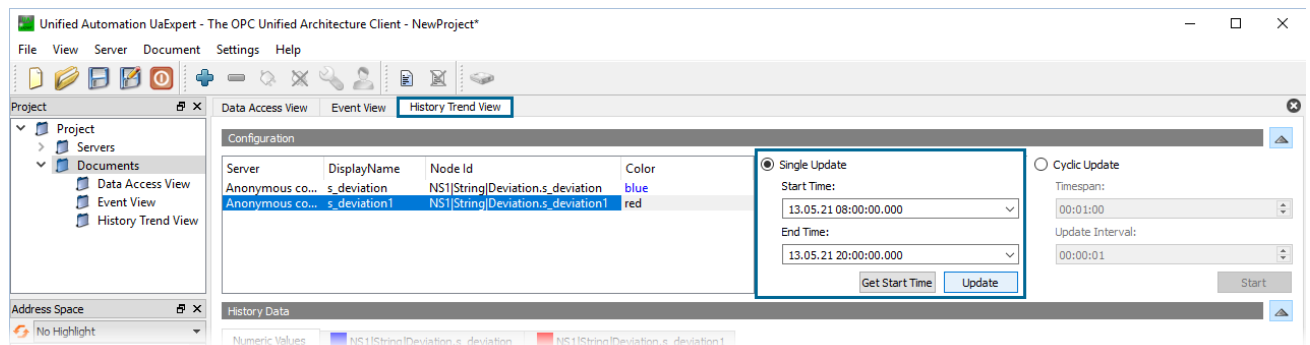 Unified Automation UaExpert - The OPC Unified Architecture Client - NewProject*
File View Server Document Settings Help
Project
Data Access View Event View History Trend View
Project
Servers
Documents
Data Access View
Event View
History Trend View
Configuration
Server DisplayName Node Id Color
Anonymous co... s_deviation NS1|String|Deviation.s_deviation blue
Anonymous co... s_deviation1 NS1|String|Deviation.s_deviation1 red
Single Update
Start Time:
13.05.21 08:00:00.000
End Time:
13.05.21 20:00:00.000
Get Start Time Update
Cyclic Update
Timespan:
00:01:00
Update Interval:
00:00:01
Start
Address Space
No Highlight
History Data
Numeric Values NS1|String|Deviation.s_deviation NS1|String|Deviation.s_deviation1